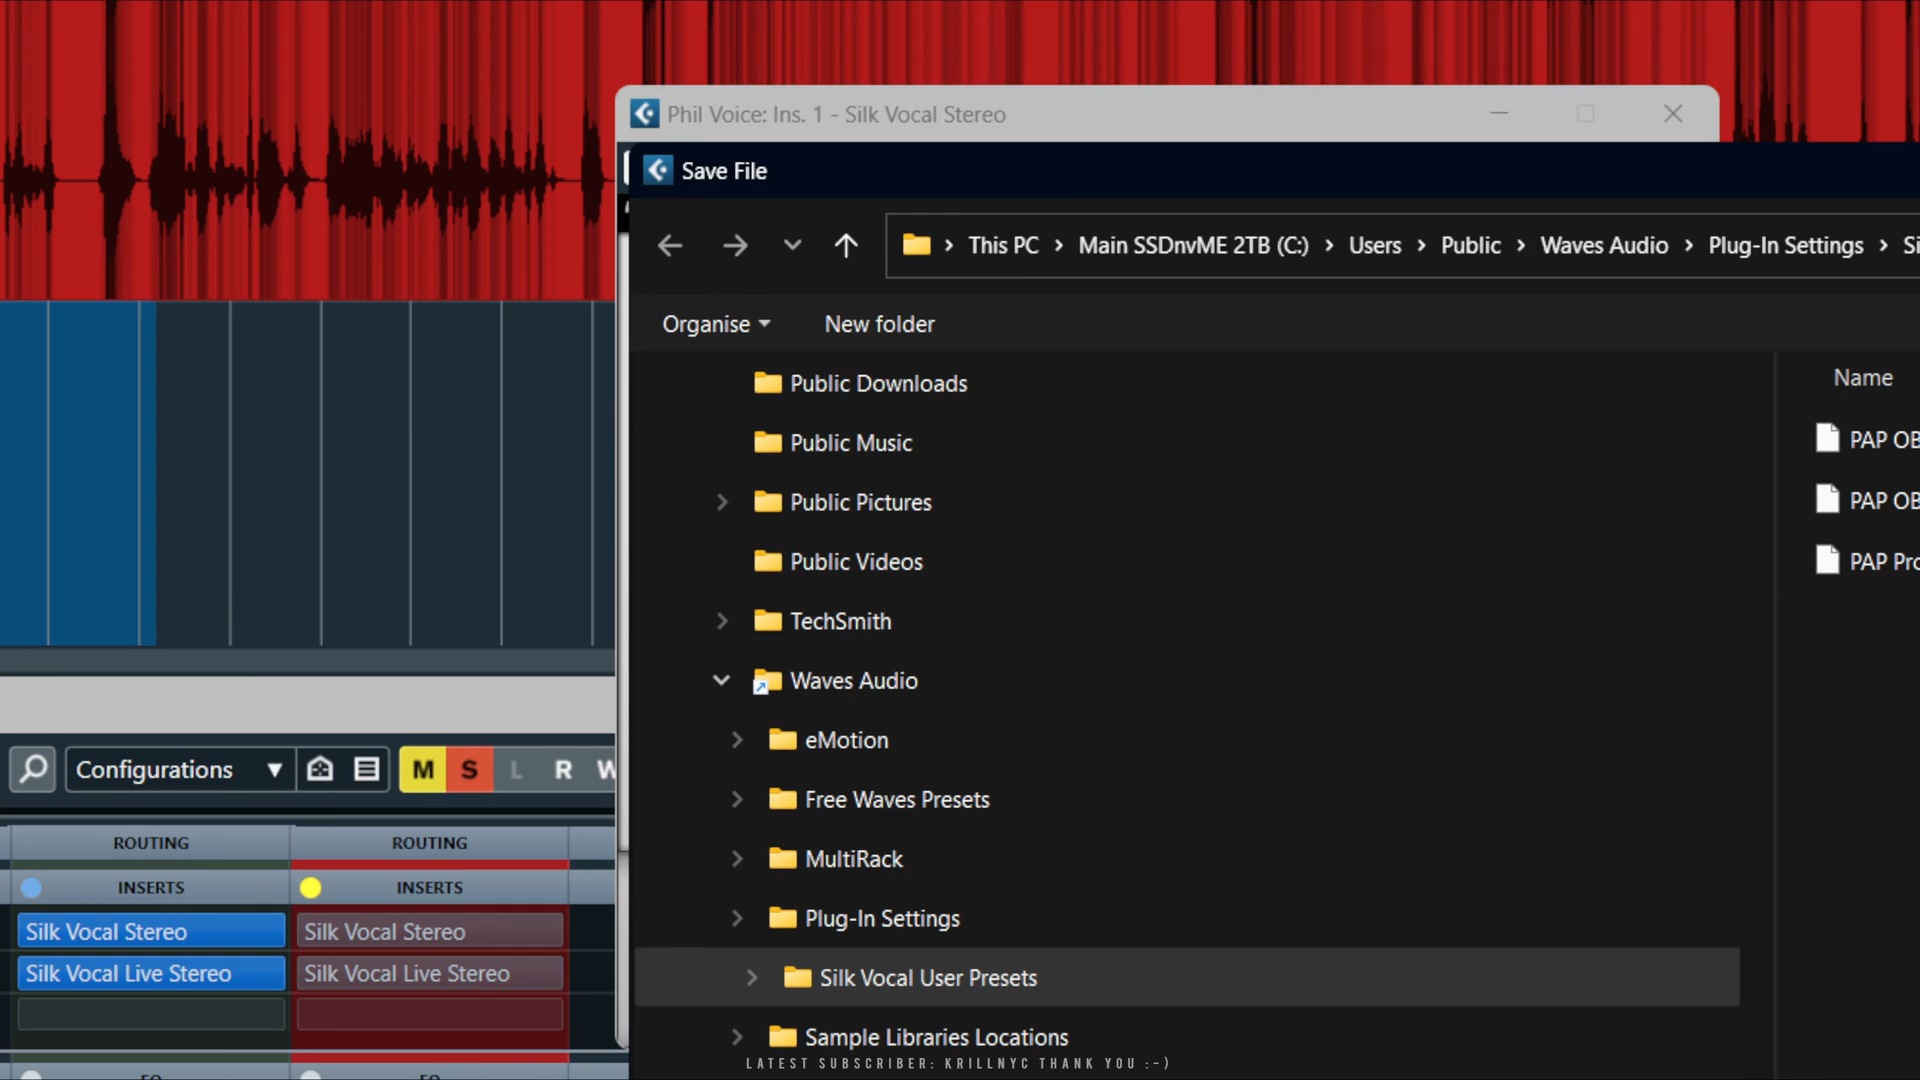 Phil Voice: Ins. 1 - Silk Vocal Stereo
Save File
This PC > Main SSDnvME 2TB (C:) > Users > Public > Waves Audio > Plug-In Settings >
Organise New folder
Public Downloads
Name
Public Music
PAP
Public Pictures
PAP
Public Videos
PAP
TechSmith
Waves Audio
eMotion
Configurations M S L R W
Free Waves Presets
ROUTING ROUTING
MultiRack
INSERTS INSERTS
Plug-In Settings
Silk Vocal Stereo Silk Vocal Stereo
Silk Vocal Live Stereo Silk Vocal Live Stereo
Silk Vocal User Presets
Sample Libraries Locations
LATEST SUBSCRIBER: KRILLNYC THANK YOU :-)